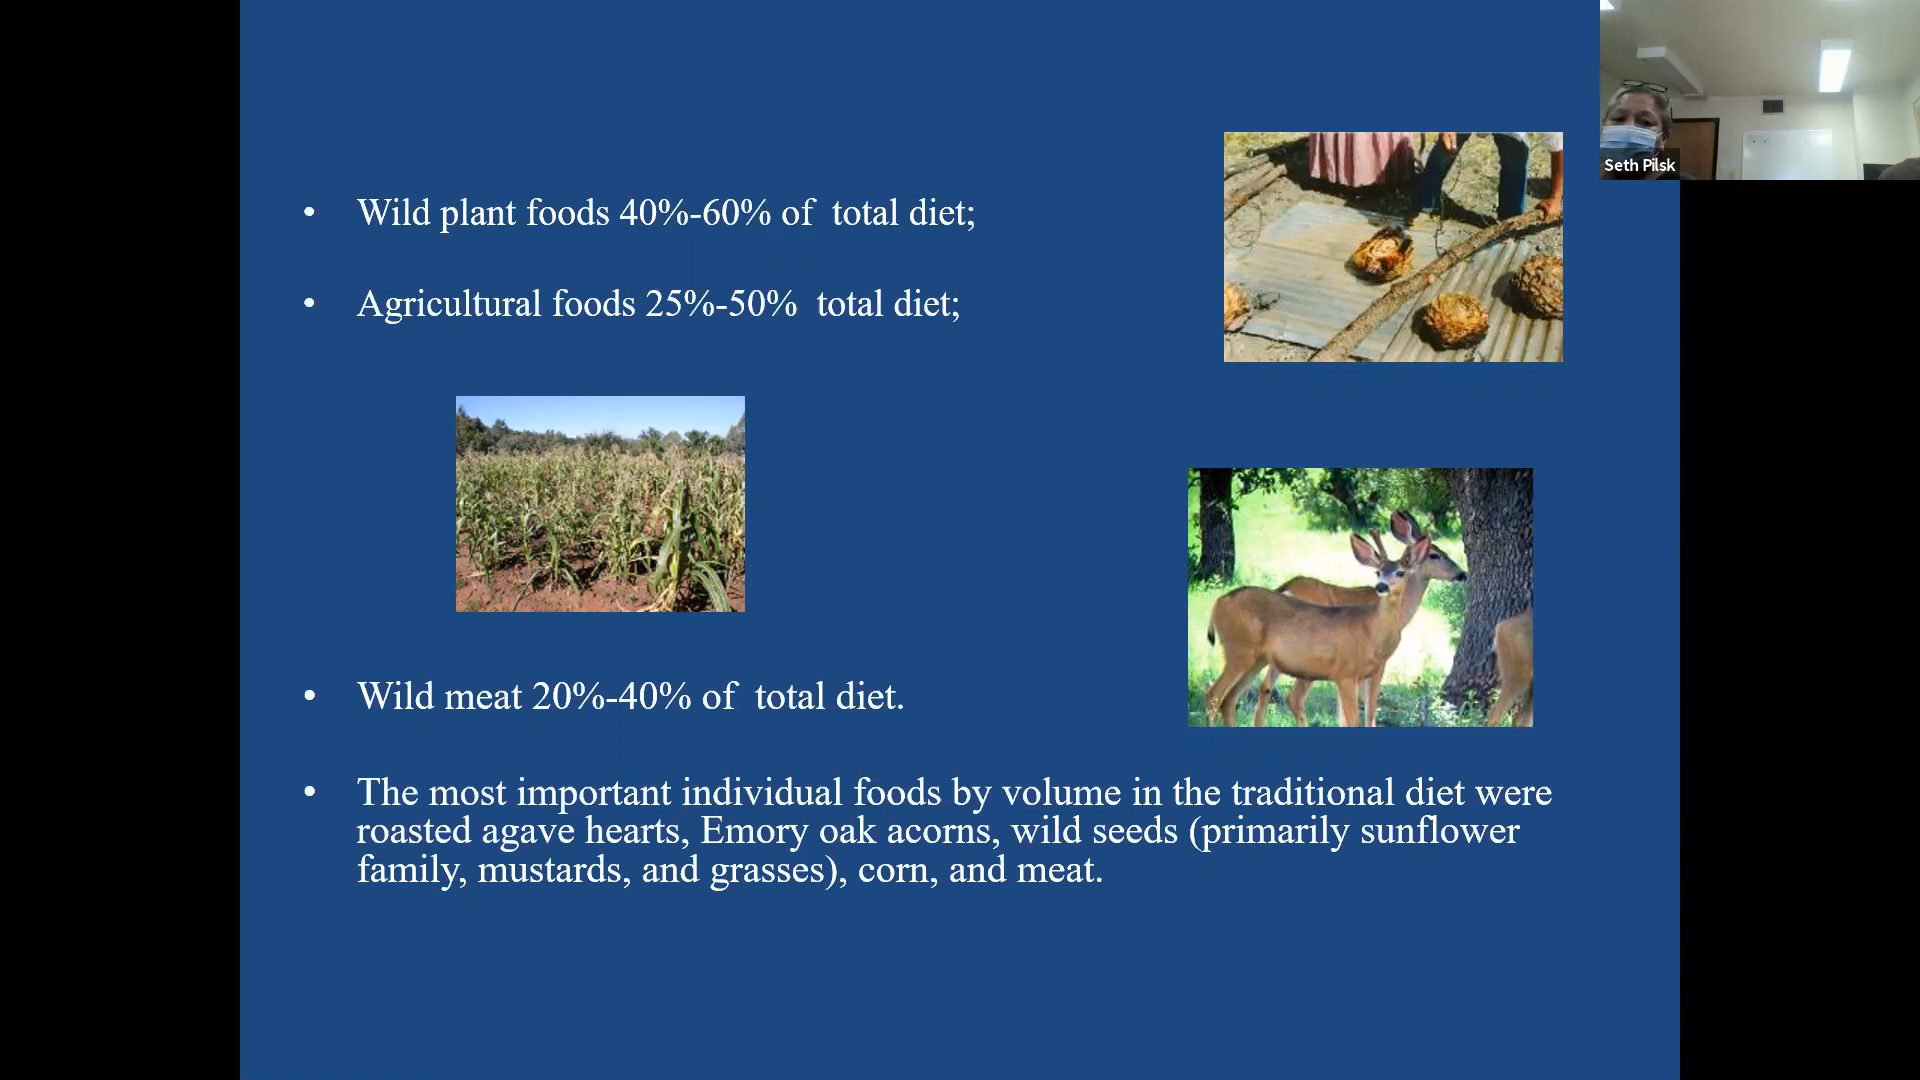 Wild plant foods 40%-60% of total diet;
Agricultural foods 25%-50% total diet;
Wild meat 20%-40% of total diet.
The most important individual foods by volume in the traditional diet were
roasted agave hearts, Emory oak acorns, wild seeds (primarily sunflower
family, mustards, and grasses), corn, and meat.
Seth Pilsk